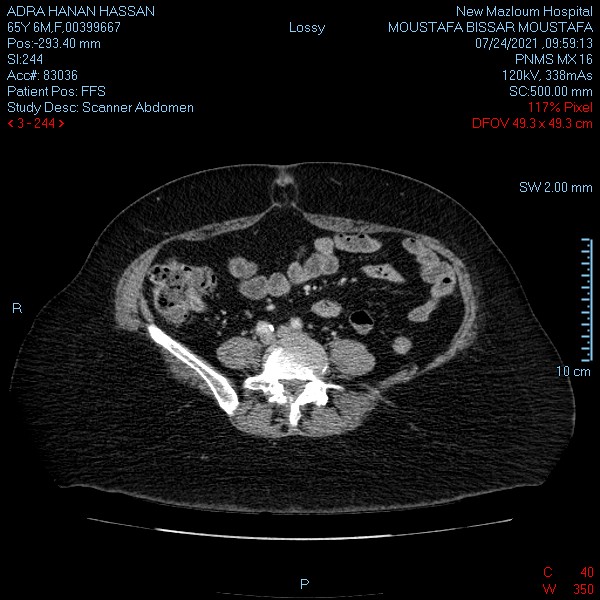 ADRA HANAN HASSAN
65Y 6M,F,00399667
Pos:-293.40 mm
SI:244
Acc#: 83036
Patient Pos: FFS
Study Desc: Scanner Abdomen
< 3 - 244 >
Lossy
New Mazloum Hospital
MOUSTAFA BISSAR MOUSTAFA
07/24/2021 ,09:59:13
PNMS MX 16
120kV, 338mAs
SC:500.00 mm
117% Pixel
DFOV 49.3 x 49.3 cm
SW 2.00 mm
R
10 cm
P
C 40
W 350